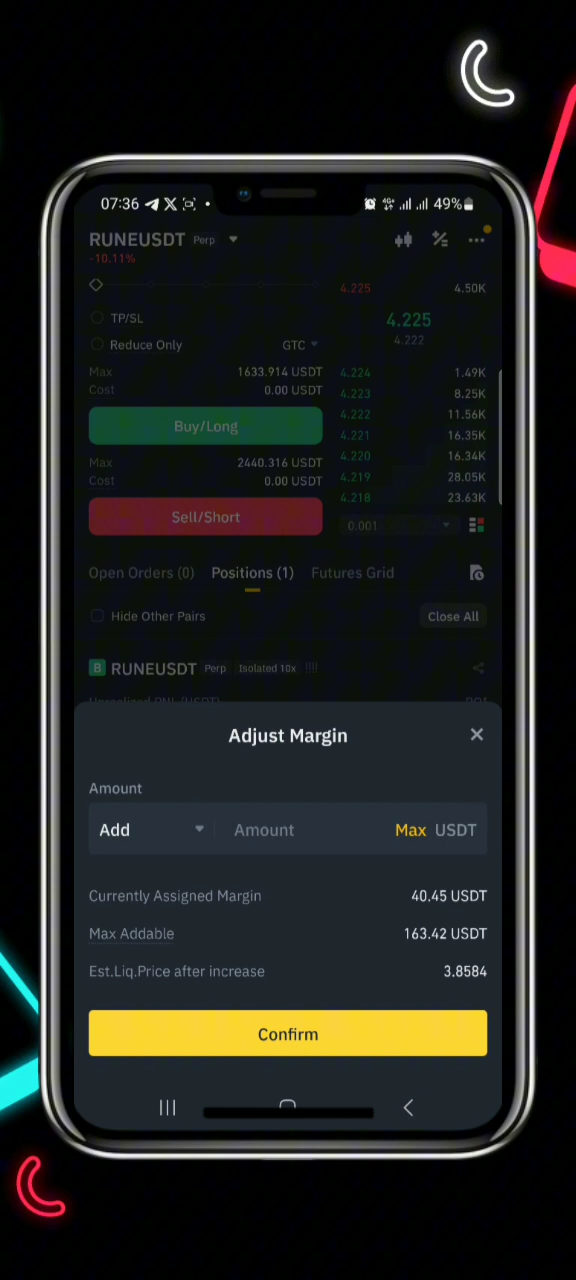 07:36 49%
RUNEUSDT Perp
-10.11%
4.225 4.50K
TP/SL
4.225
Reduce Only GTC
4.222
Max 1633.914 USDT
Cost 0.00 USDT
4.224 1.49K
4.223 8.25K
Buy/Long
4.222 11.56K
4.221 16.35K
Max 2440.316 USDT
4.220 16.34K
Cost 0.00 USDT
4.219 28.05K
4.218 23.63K
Sell/Short
0.001
Open Orders (0) Positions (1) Futures Grid
Hide Other Pairs Close All
B RUNEUSDT Perp Isolated 10x
Adjust Margin
Amount
Add Amount Max USDT
Currently Assigned Margin 40.45 USDT
Max Addable 163.42 USDT
Est.Liq.Price after increase 3.8584
Confirm